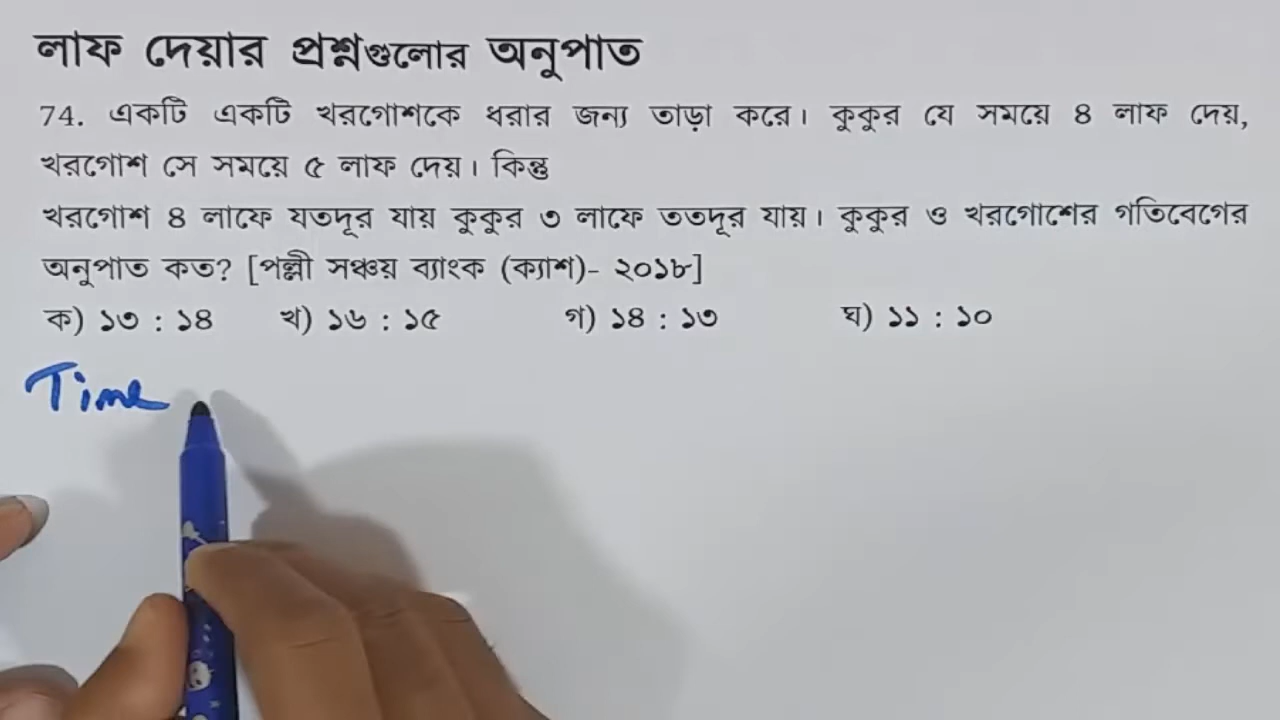 লাফ দেয়ার প্রশ্নগুলোর অনুপাত
74. একটি একটি খরগোশকে ধরার জন্য তাড়া করে। কুকুর যে সময়ে ৪ লাফ দেয়,
খরগোশ সে সময়ে ৫ লাফ দেয়। কিন্তু
খরগোশ ৪ লাফে যতদূর যায় কুকুর ৩ লাফে ততদূর যায়। কুকুর ও খরগোশের গতিবেগের
অনুপাত কত? [পল্লী সঞ্চয় ব্যাংক (ক্যাশ)- ২০১৮]
ক) ১৩ : ১৪ খ) ১৬ : ১৫ গ) ১৪ : ১৩ ঘ) ১১ : ১০
Time